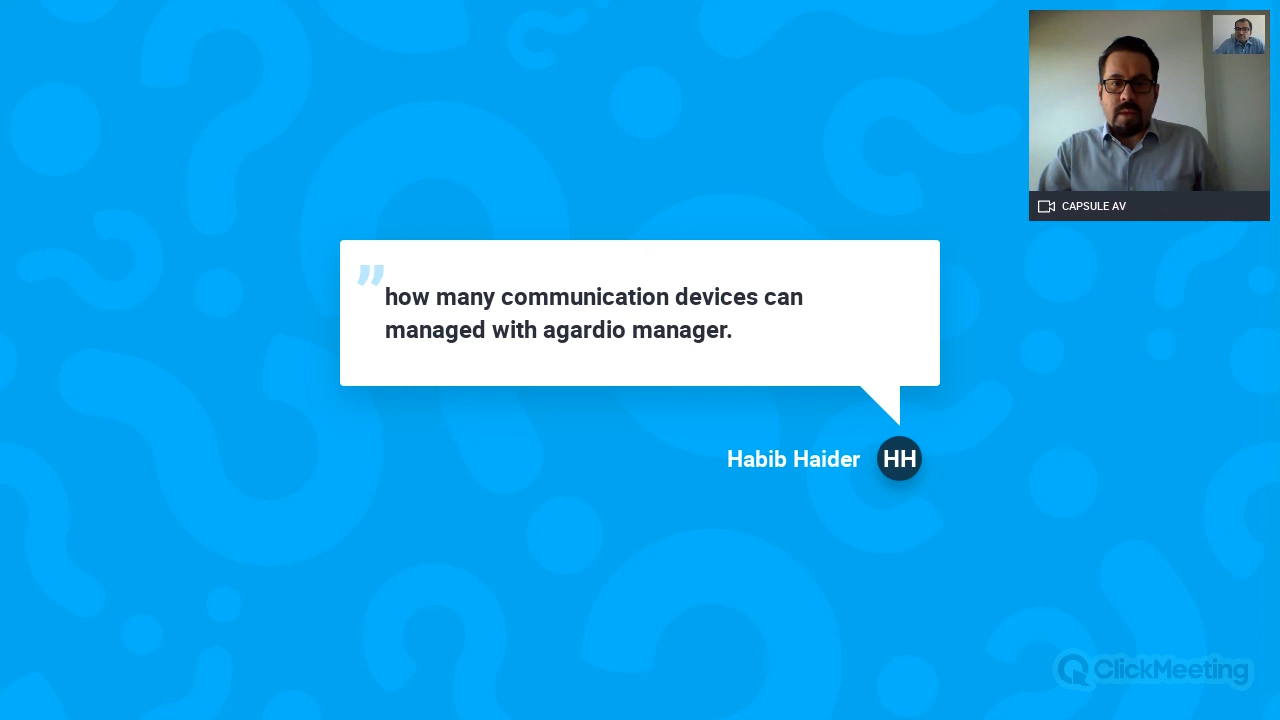 CAPSULE AV
"
how many communication devices can
managed with agardio manager.
Habib Haider
HH
ClickMeeting